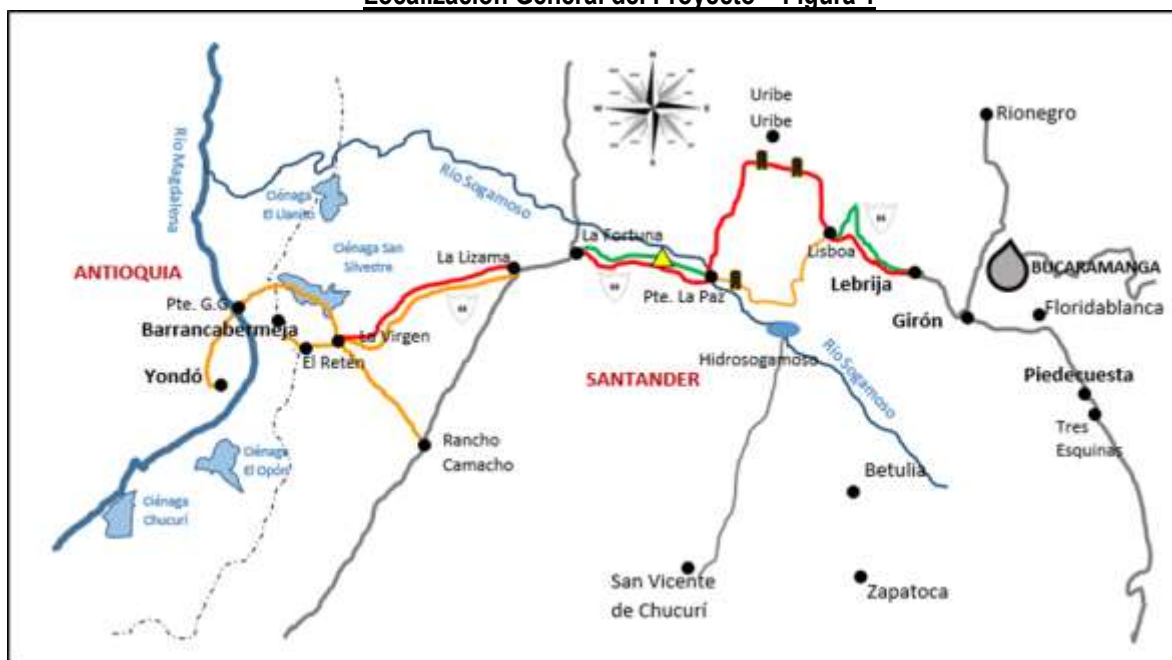 Localización General del Proyecto – Figura 1
Uribe
Uribe
Rionegro
Río Magdalena
Río Sogamoso
Ciénaga
El Llanito
Ciénaga San
Silvestre
La Fortuna
La Lizama
Lisboa
BUCARAMANGA
ANTIOQUIA
Pte. La Paz
Lebrija
Floridablanca
Pte. G.G.
Barrancabermeja
La Virgen
Girón
El Retén
Hidrosogamoso
Yondó
SANTANDER
Río Sogamoso
Piedecuesta
Rancho
Camacho
Tres
Esquinas
Ciénaga
El Opón
Betulia
Ciénaga
Chucurí
San Vicente
de Chucurí
Zapatoca